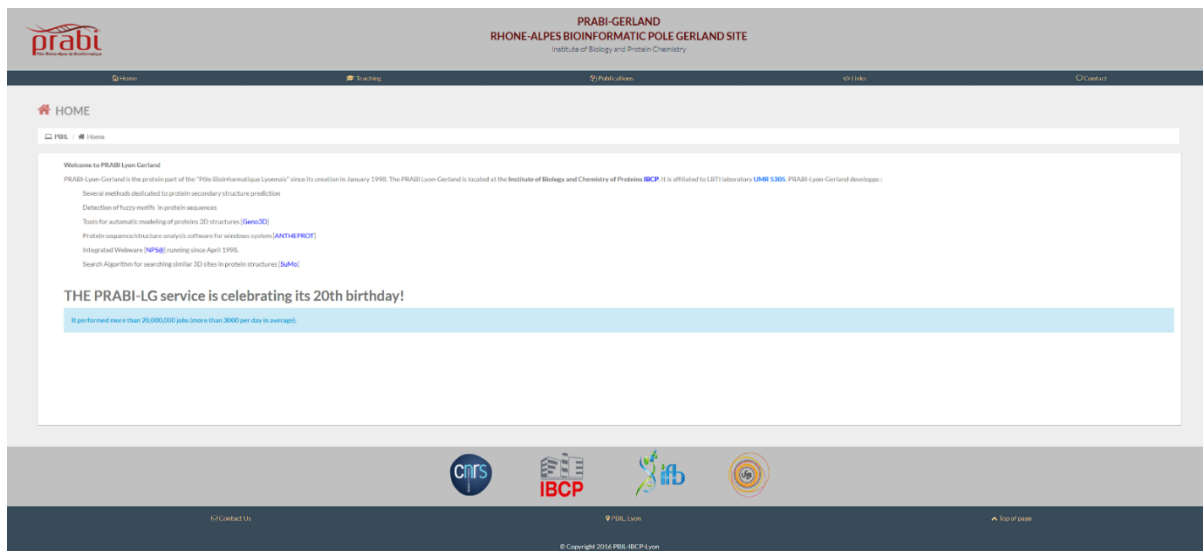 prabi
PRABI-GERLAND
RHONE-ALPES BIOINFORMATIC POLE GERLAND SITE
Institute of Biology and Protein Chemistry
Home
Teaching
Publications
Links
Contact
HOME
PBIL / Home
Welcome to PRABI Lyon Gerland
PRABI-Lyon-Gerland is the protein part of the "Pôle Bioinformatique Lyonnais" since its creation in January 1998. The PRABI Lyon-Gerland is located at the Institute of Biology and Chemistry of Proteins IBCP. It is affiliated to LBTI laboratory UMR 5305. PRABI-Lyon-Gerland developps :
Several methods dedicated to protein secondary structure prediction
Detection of fuzzy motifs in protein sequences
Tools for automatic modeling of proteins 3D structures [Geno3D]
Protein sequence/structure analysis software for windows system [ANTHEPROT]
Integrated Webware [NPS@] running since April 1998.
Search Algorithm for searching similar 3D sites in protein structures [SuMo]
THE PRABI-LG service is celebrating its 20th birthday!
It performed more than 20,000,000 jobs (more than 3000 per day in average).
cnrs
IBCP
ifb
Contact Us
PBIL, Lyon
Top of page
© Copyright 2016 PBIL-IBCP-Lyon